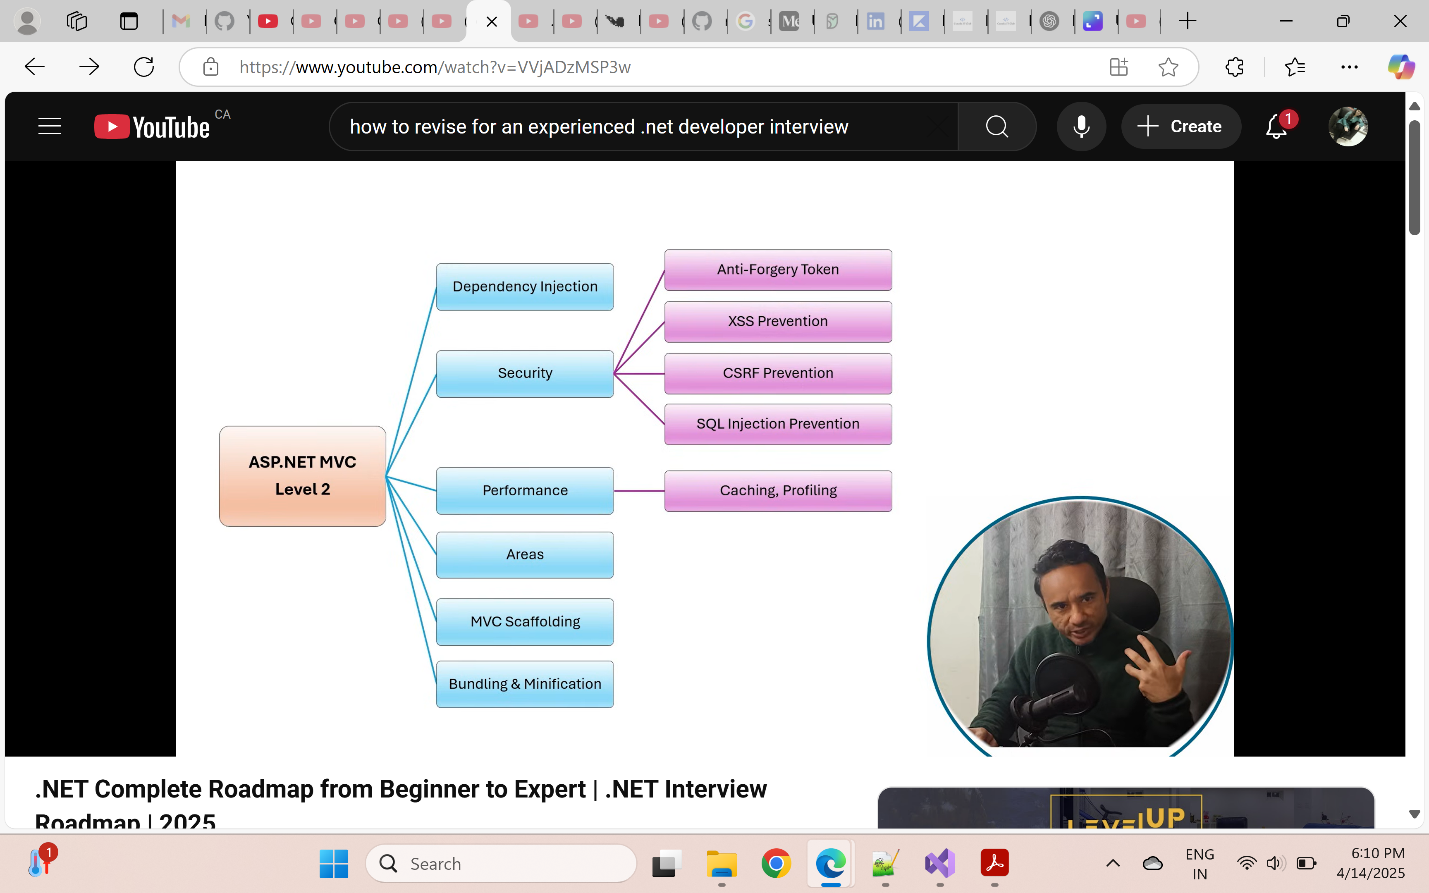 https://www.youtube.com/watch?v=VVjADzMSP3w
YouTube CA
how to revise for an experienced .net developer interview
Create
1
Anti-Forgery Token
Dependency Injection
XSS Prevention
Security
CSRF Prevention
SQL Injection Prevention
ASP.NET MVC
Level 2
Performance
Caching, Profiling
Areas
MVC Scaffolding
Bundling & Minification
.NET Complete Roadmap from Beginner to Expert | .NET Interview
Roadmap | 2025
LEVELUP
1
Search
ENG
IN
6:10 PM
4/14/2025